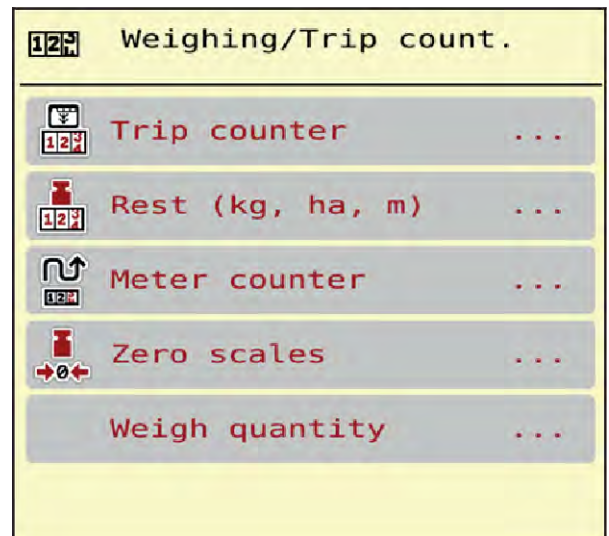 Weighing/Trip count.
Trip counter ...
Rest (kg, ha, m) ...
Meter counter ...
Zero scales ...
Weigh quantity ...